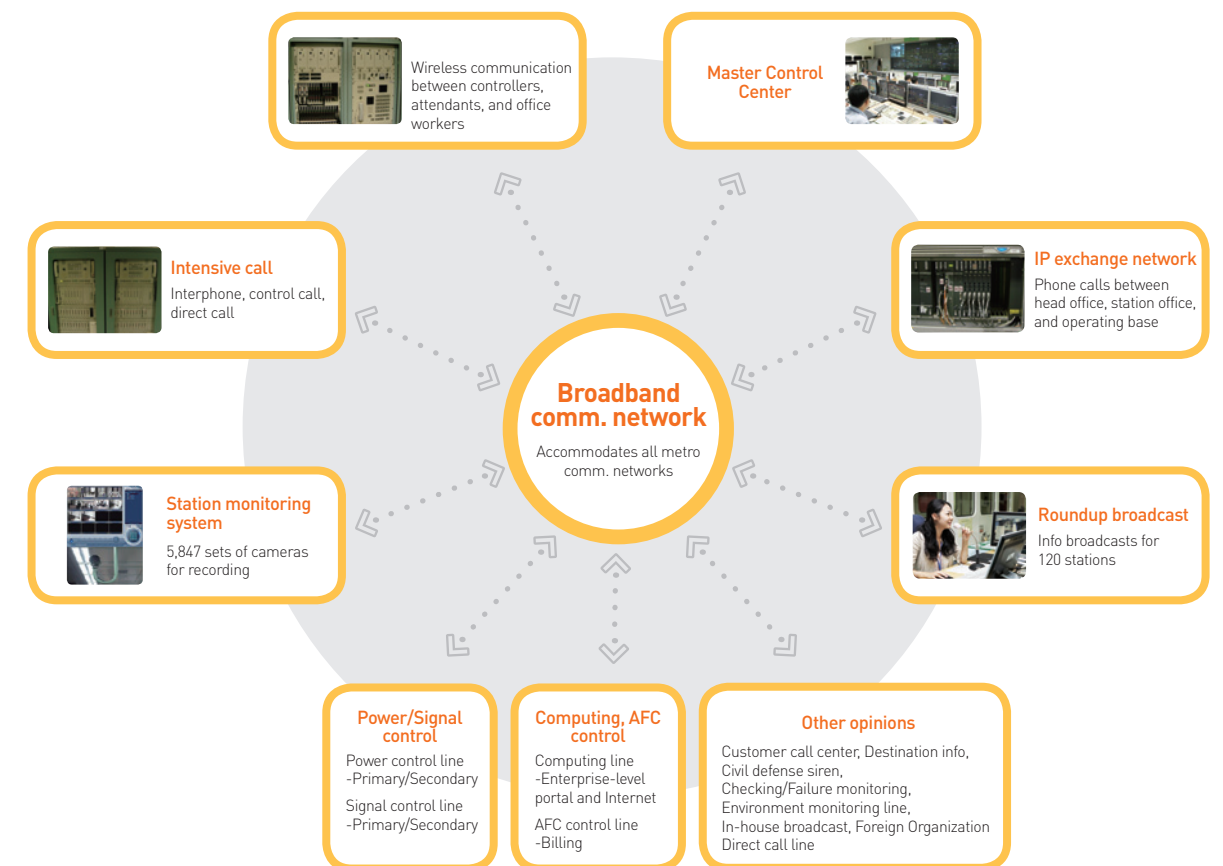 Wireless communication
between controllers,
attendants, and office
workers
Master Control
Center
Intensive call
Interphone, control call,
direct call
IP exchange network
Phone calls between
head office, station office,
and operating base
Broadband
comm. network
Accommodates all metro
comm. networks
Station monitoring
system
5,847 sets of cameras
for recording
Roundup broadcast
Info broadcasts for
120 stations
Power/Signal
control
Power control line
-Primary/Secondary
Signal control line
-Primary/Secondary
Computing, AFC
control
Computing line
-Enterprise-level
portal and Internet
AFC control line
-Billing
Other opinions
Customer call center, Destination info,
Civil defense siren,
Checking/Failure monitoring,
Environment monitoring line,
In-house broadcast, Foreign Organization
Direct call line